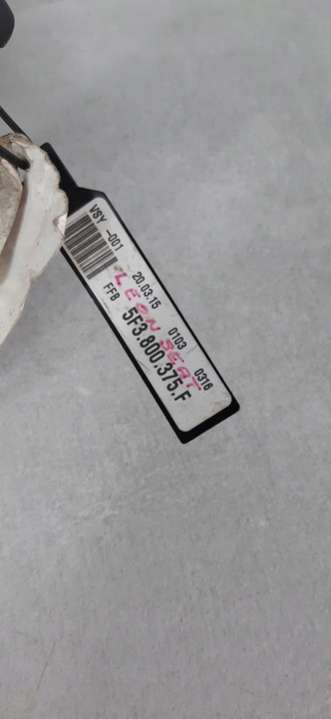 VSY -001
20.03.15 0103 0316
LEON SEAT
FFB 5F3.800.375.F